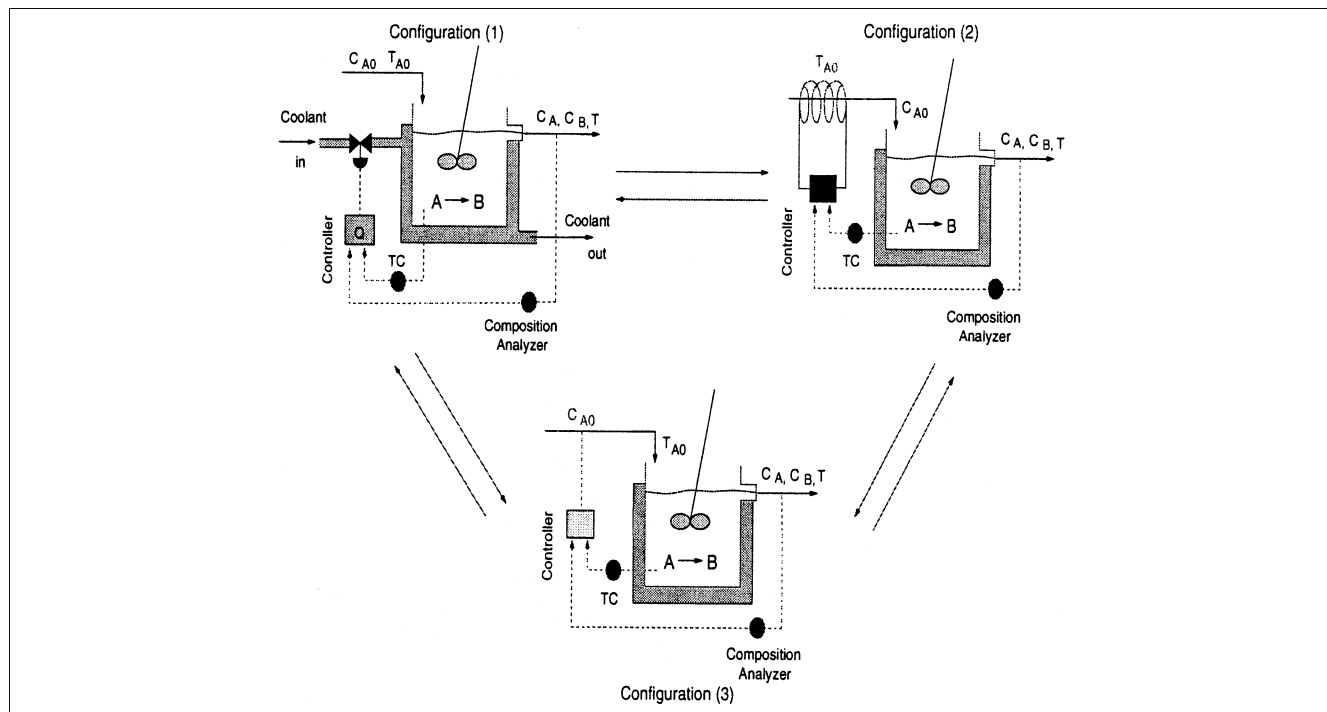 Configuration (1)
C A0 T A0
Coolant
in
C A, C B, T
A → B
Coolant
out
Controller
Q
TC
Composition
Analyzer
Configuration (2)
T A0
C A0
C A, C B, T
A → B
Controller
TC
Composition
Analyzer
C A0
T A0
C A, C B, T
A → B
Controller
TC
Composition
Analyzer
Configuration (3)